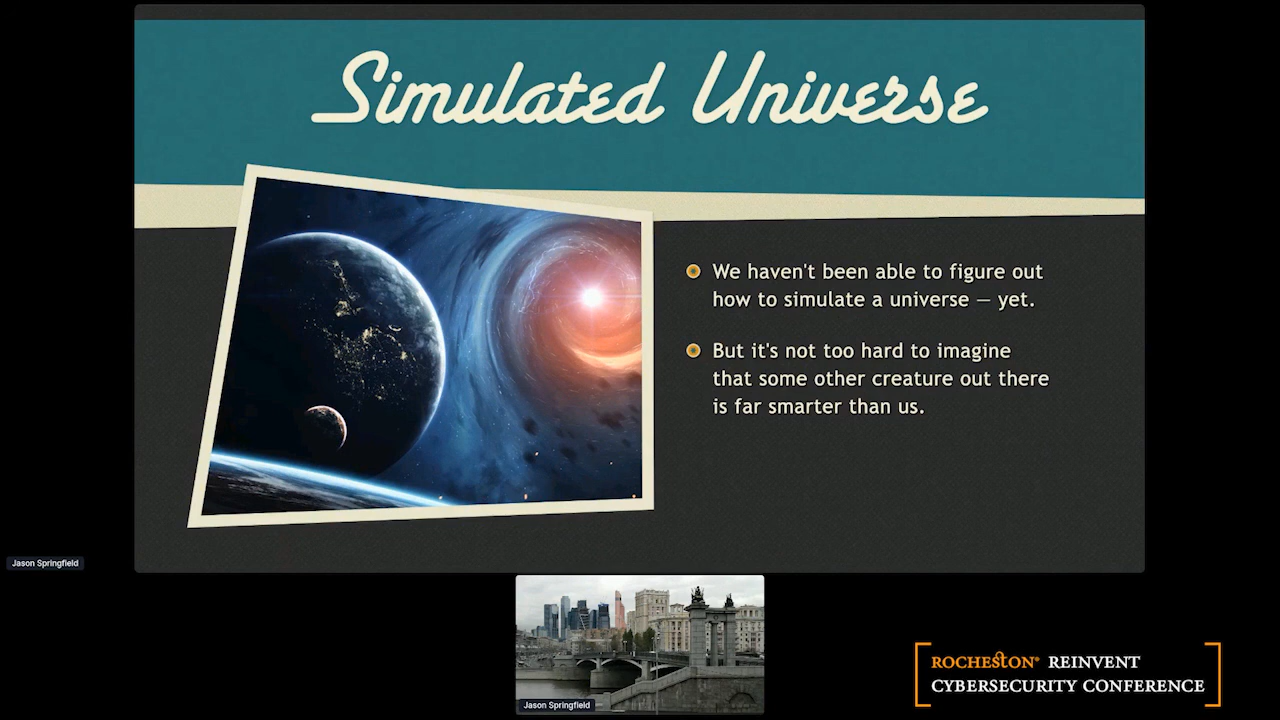 Simulated Universe
We haven't been able to figure out
how to simulate a universe — yet.
But it's not too hard to imagine
that some other creature out there
is far smarter than us.
Jason Springfield
Jason Springfield
ROCHESTON® REINVENT
CYBERSECURITY CONFERENCE